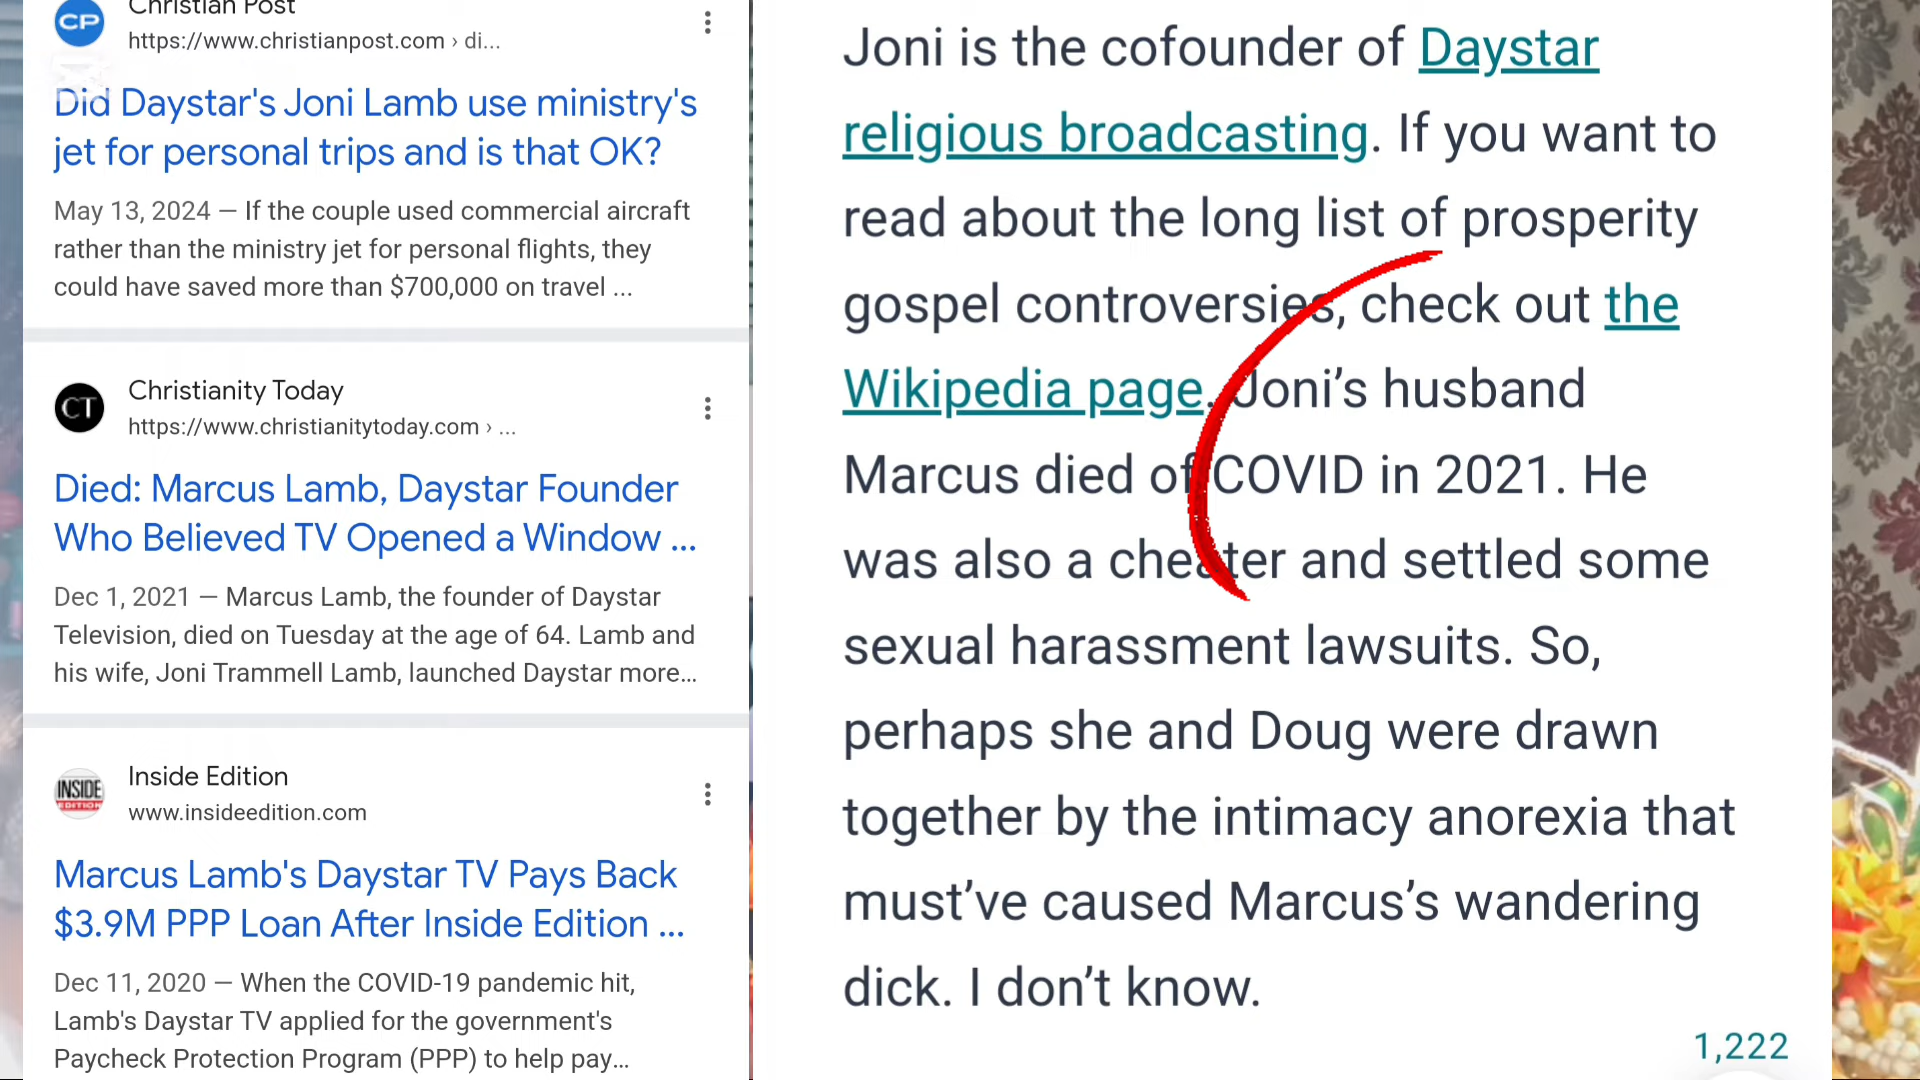 Christian Post
CP
https://www.christianpost.com › di...
Did Daystar's Joni Lamb use ministry's
jet for personal trips and is that OK?
May 13, 2024 — If the couple used commercial aircraft
rather than the ministry jet for personal flights, they
could have saved more than $700,000 on travel ...
CT
Christianity Today
https://www.christianitytoday.com › ...
Died: Marcus Lamb, Daystar Founder
Who Believed TV Opened a Window ...
Dec 1, 2021 — Marcus Lamb, the founder of Daystar
Television, died on Tuesday at the age of 64. Lamb and
his wife, Joni Trammell Lamb, launched Daystar more...
INSIDE
EDITION
Inside Edition
www.insideedition.com
Marcus Lamb's Daystar TV Pays Back
$3.9M PPP Loan After Inside Edition ...
Dec 11, 2020 — When the COVID-19 pandemic hit,
Lamb's Daystar TV applied for the government's
Paycheck Protection Program (PPP) to help pay...
Joni is the cofounder of Daystar
religious broadcasting. If you want to
read about the long list of prosperity
gospel controversies, check out the
Wikipedia page. Joni’s husband
Marcus died of COVID in 2021. He
was also a cheater and settled some
sexual harassment lawsuits. So,
perhaps she and Doug were drawn
together by the intimacy anorexia that
must’ve caused Marcus’s wandering
dick. I don’t know.
1,222